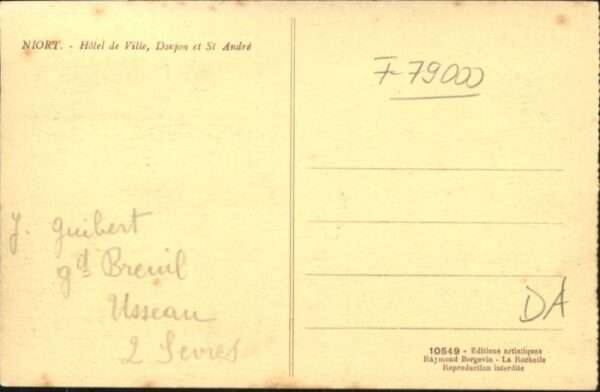 NIORT. - Hôtel de Ville, Donjon et St André
F-79000
J. Guibert
gd Breuil
Usseau
2 Sevres
DA
10549 - Editions artistiques
Raymond Bergevin - La Rochelle
Reproduction interdite